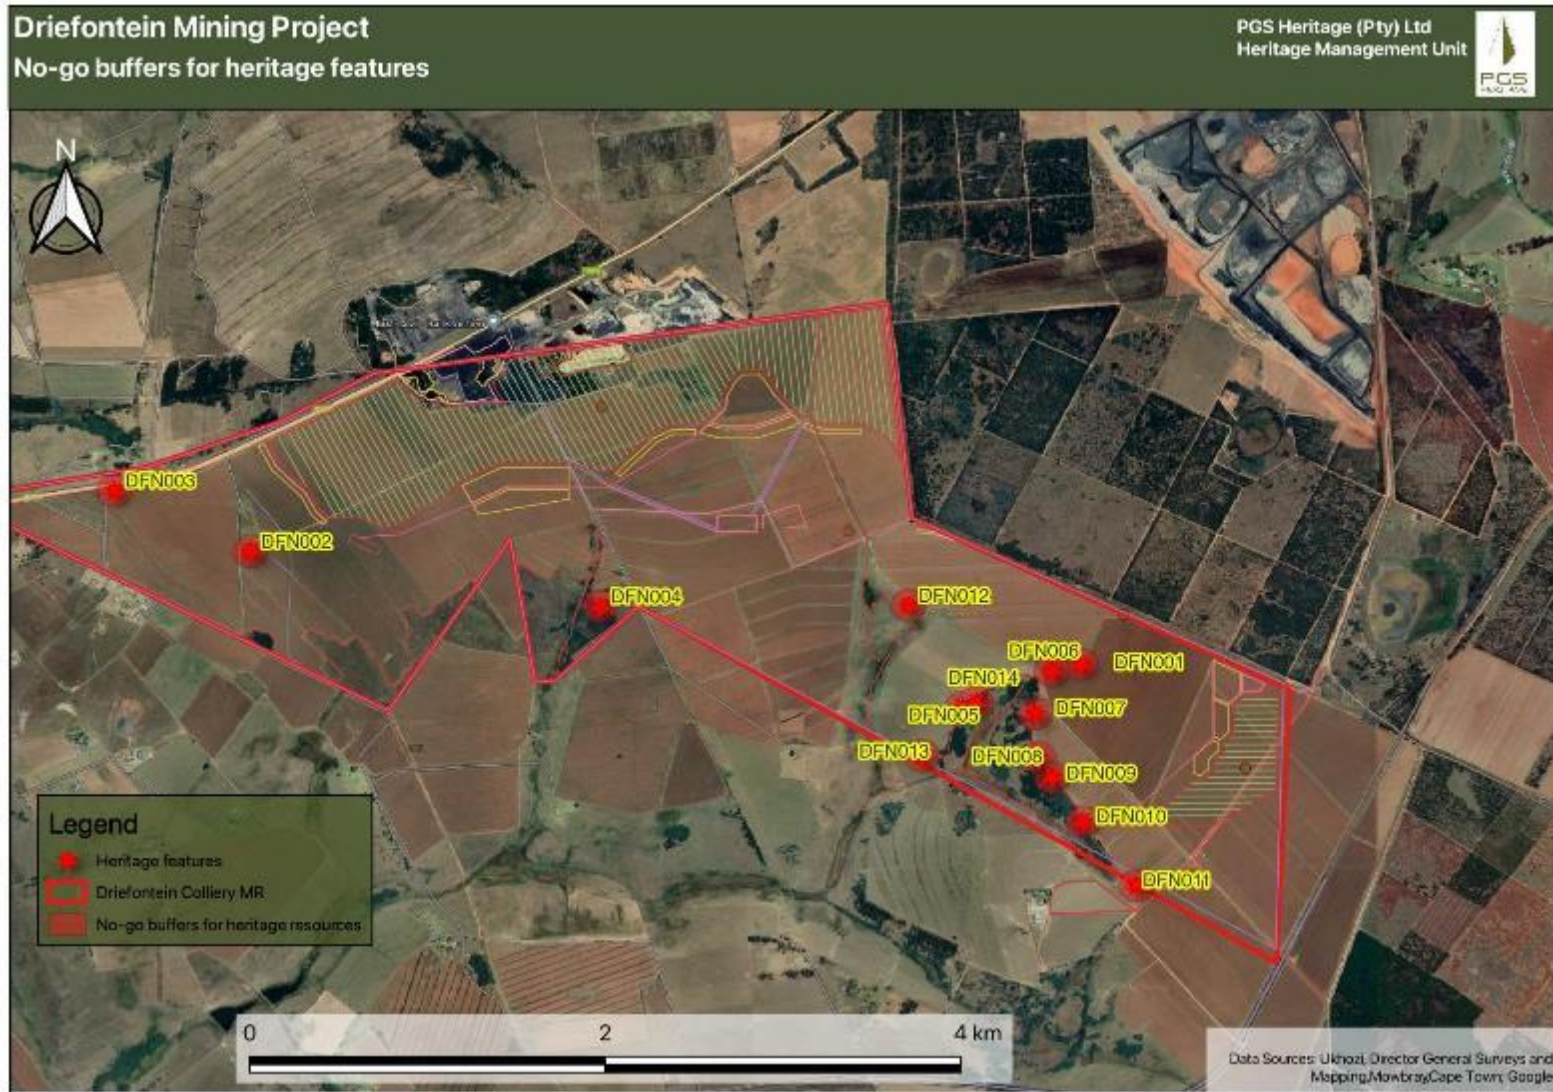 Driefontein Mining Project
No-go buffers for heritage features
PGS Heritage (Pty) Ltd
Heritage Management Unit
PGS
N
DFN003
DFN002
DFN004
DFN012
DFN006
DFN001
DFN014
DFN005
DFN007
DFN013
DFN008
DFN009
DFN010
DFN011
Legend
Heritage features
Driefontein Colliery MR
No-go buffers for heritage resources
0 2 4 km
Data Sources: Ukhozi, Director General Surveys and
Mapping,Mowbray,Cape Town; Google